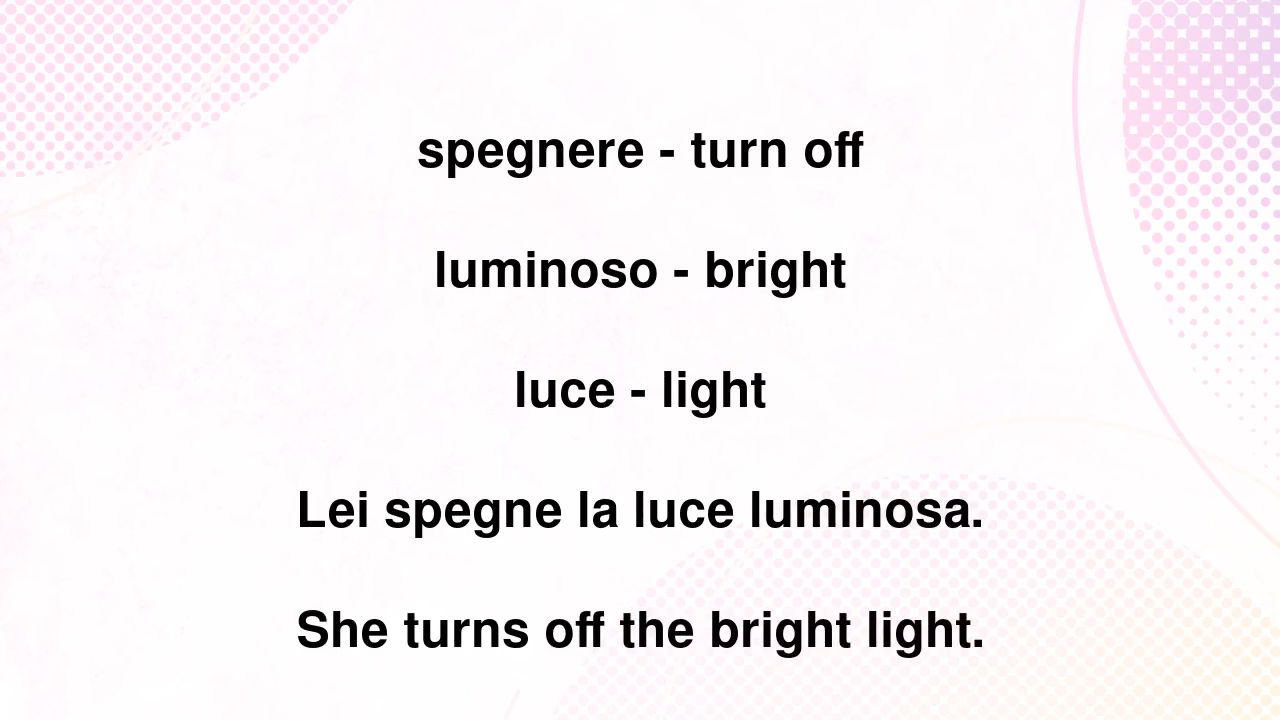 spegnere - turn off
luminoso - bright
luce - light
Lei spegne la luce luminosa.
She turns off the bright light.